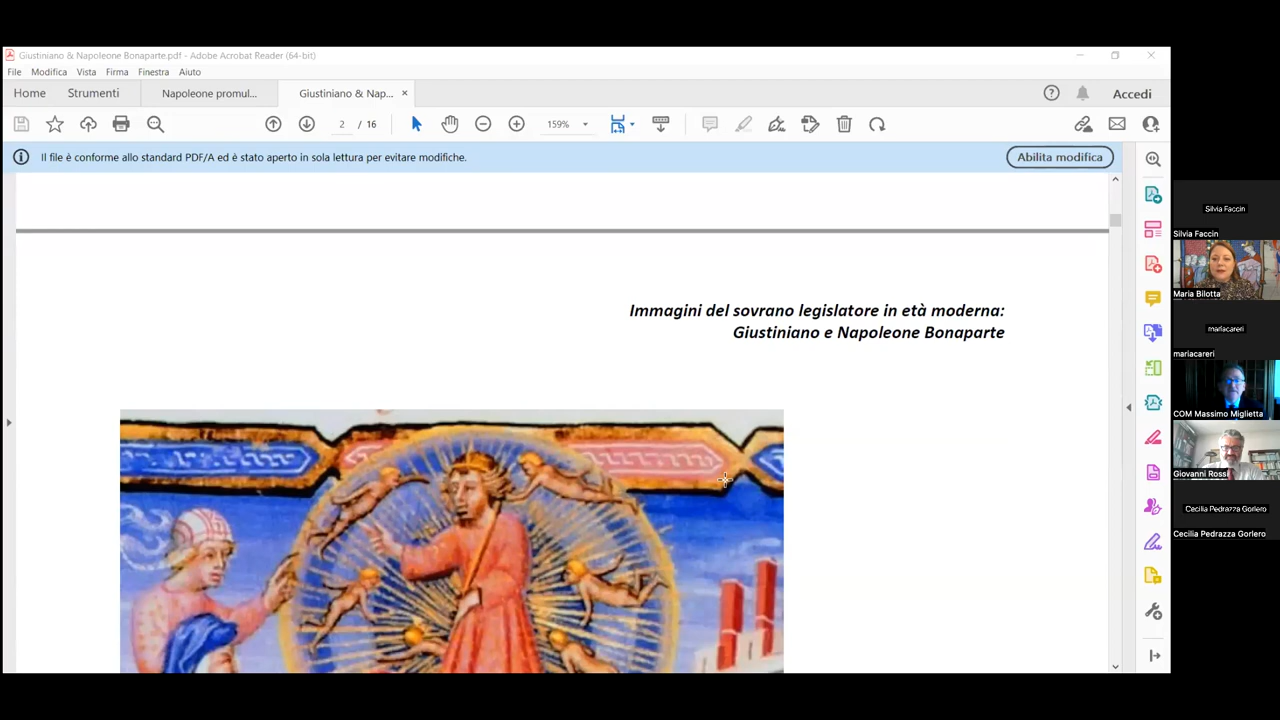 Giustiniano & Napoleone Bonaparte.pdf - Adobe Acrobat Reader (64-bit)
File Modifica Vista Firma Finestra Aiuto
Home Strumenti Napoleone promul... Giustiniano & Nap... ×
Accedi
2 / 16 159%
Il file è conforme allo standard PDF/A ed è stato aperto in sola lettura per evitare modifiche.
Abilita modifica
Immagini del sovrano legislatore in età moderna:
Giustiniano e Napoleone Bonaparte
Silvia Faccin
Silvia Faccin
Maria Bilotta
mariacareri
mariacareri
COM Massimo Miglietta
Giovanni Rossi
Cecilia Pedrazza Gorlero
Cecilia Pedrazza Gorlero